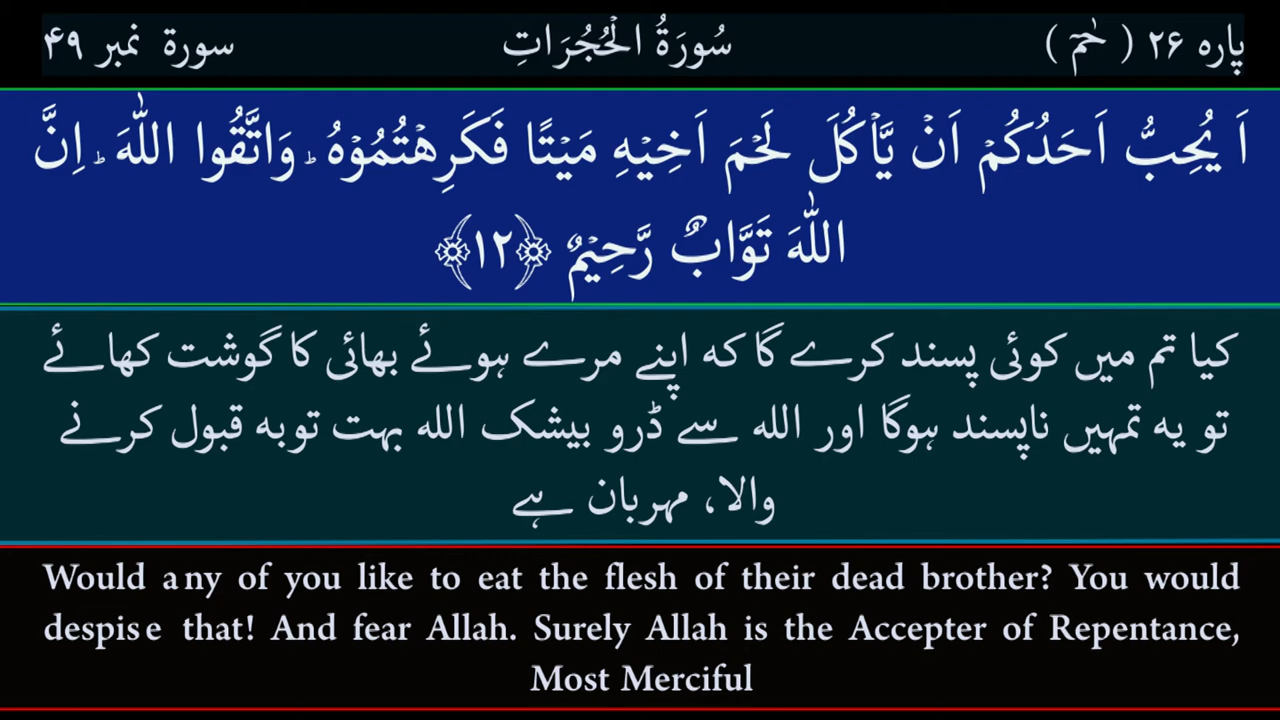 پارہ ۲۶ ( حٰمٓ ) سُورَةُ الْحُجُرَاتِ سورۃ نمبر ۴۹
اَ یُحِبُّ اَحَدُكُمْ اَنْ یَّاْكُلَ لَحْمَ اَخِیْهِ مَیْتًا فَكَرِهْتُمُوْهُؕ-وَاتَّقُوا اللّٰهَؕ-اِنَّ
اللّٰهَ تَوَّابٌ رَّحِیْمٌ ﴿۱۲﴾
کیا تم میں کوئی پسند کرے گا کہ اپنے مرے ہوئے بھائی کا گوشت کھائے
تو یہ تمہیں ناپسند ہوگا اور اللہ سے ڈرو بیشک اللہ بہت توبہ قبول کرنے
والا، مہربان ہے
Would any of you like to eat the flesh of their dead brother? You would
despise that! And fear Allah. Surely Allah is the Accepter of Repentance,
Most Merciful